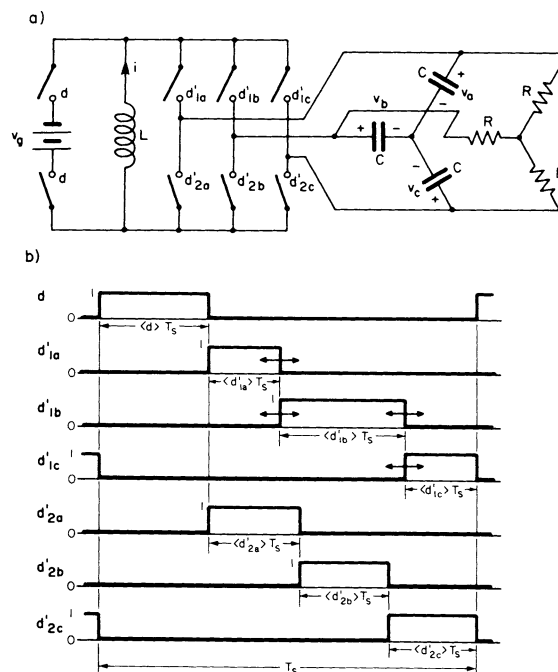 a)
d
i
d'1a
d'1b
d'1c
C
+
va
R
vb
vg
L
+
-
-
R
C
d
d'2a
d'2b
d'2c
-
C
vc
+
b)
d
1
0
<d> Ts
d'1a
1
0
<d'1a> Ts
d'1b
1
0
<d'1b> Ts
d'1c
1
0
<d'1c> Ts
d'2a
1
0
<d'2a> Ts
d'2b
1
0
<d'2b> Ts
d'2c
1
0
<d'2c> Ts
Ts